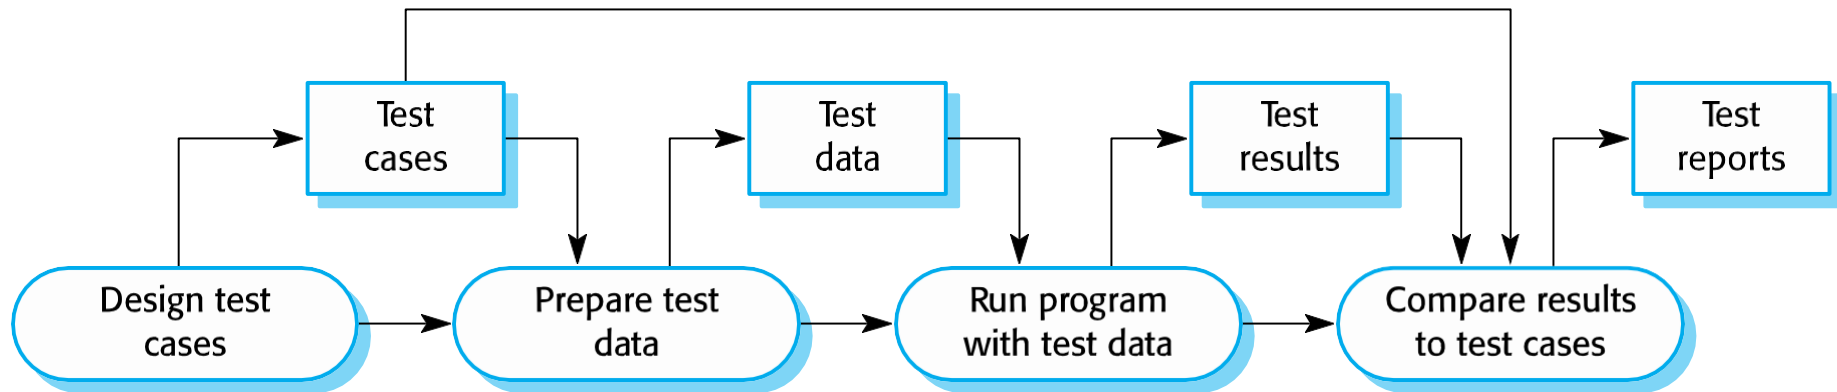 Test
cases
Test
data
Test
results
Test
reports
Design test
cases
Prepare test
data
Run program
with test data
Compare results
to test cases